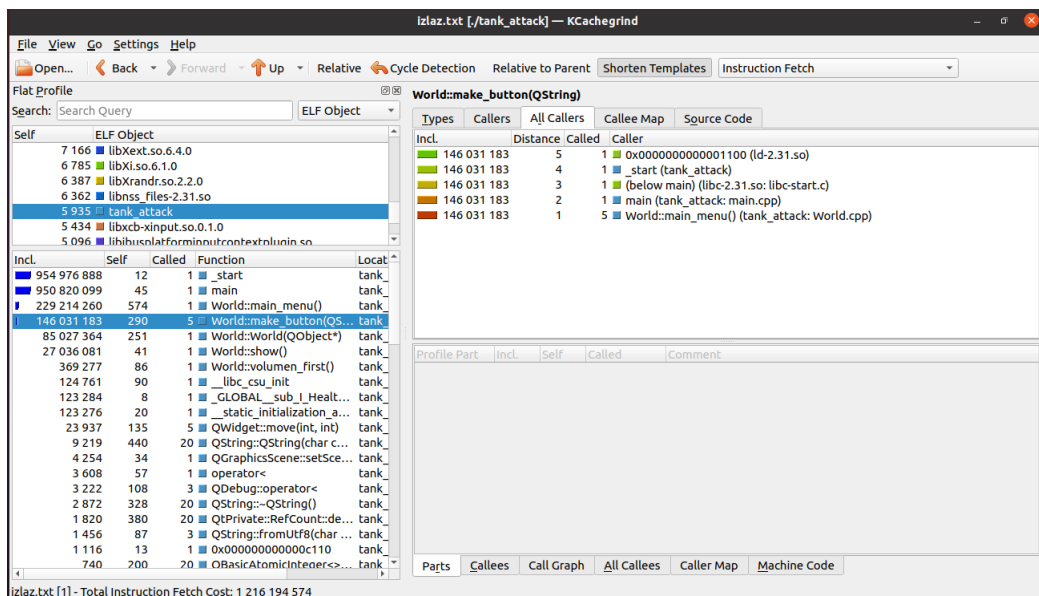 izlaz.txt [./tank_attack] — KCachegrind
File View Go Settings Help
Open... Back Forward Up Relative Cycle Detection Relative to Parent Shorten Templates Instruction Fetch
Flat Profile
Search: Search Query ELF Object
Self ELF Object
7 166 libXext.so.6.4.0
6 785 libXi.so.6.1.0
6 387 libXrandr.so.2.2.0
6 362 libnss_files-2.31.so
5 935 tank_attack
5 434 libxcb-xinput.so.0.1.0
5 096 libibusplatforminputcontextplugin.so
Incl. Self Called Function Locat
954 976 888 12 1 _start tank_
950 820 099 45 1 main tank_
229 214 260 574 1 World::main_menu() tank_
146 031 183 290 5 World::make_button(QS... tank_
85 027 364 251 1 World::World(QObject*) tank_
27 036 081 41 1 World::show() tank_
369 277 86 1 World::volumen_first() tank_
124 761 90 1 __libc_csu_init tank_
123 284 8 1 _GLOBAL__sub_I_Healt... tank_
123 276 20 1 __static_initialization_a... tank_
23 937 135 5 QWidget::move(int, int) tank_
9 219 440 20 QString::QString(char c... tank_
4 254 34 1 QGraphicsScene::setSce... tank_
3 608 57 1 operator< tank_
3 222 108 3 QDebug::operator< tank_
2 872 328 20 QString::~QString() tank_
1 820 380 20 QtPrivate::RefCount::de... tank_
1 456 87 3 QString::fromUtf8(char ... tank_
1 116 13 1 0x000000000000c110 tank_
740 200 20 QBasicAtomicInteger<>... tank_
World::make_button(QString)
Types Callers All Callers Callee Map Source Code
Incl. Distance Called Caller
146 031 183 5 1 0x0000000000001100 (ld-2.31.so)
146 031 183 4 1 _start (tank_attack)
146 031 183 3 1 (below main) (libc-2.31.so: libc-start.c)
146 031 183 2 1 main (tank_attack: main.cpp)
146 031 183 1 5 World::main_menu() (tank_attack: World.cpp)
Profile Part Incl. Self Called Comment
Parts Callees Call Graph All Callees Caller Map Machine Code
izlaz.txt [1] - Total Instruction Fetch Cost: 1 216 194 574